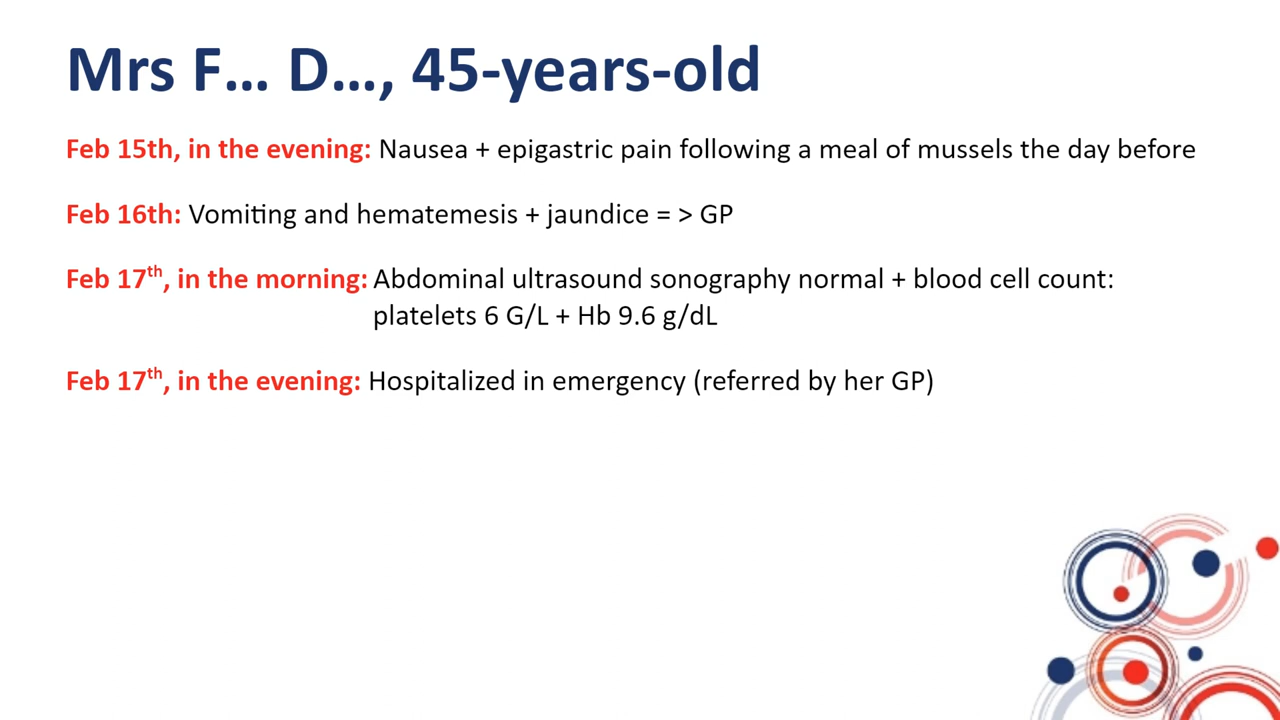 Mrs F... D..., 45-years-old
Feb 15th, in the evening: Nausea + epigastric pain following a meal of mussels the day before
Feb 16th: Vomiting and hematemesis + jaundice = > GP
Feb 17th, in the morning: Abdominal ultrasound sonography normal + blood cell count:
platelets 6 G/L + Hb 9.6 g/dL
Feb 17th, in the evening: Hospitalized in emergency (referred by her GP)